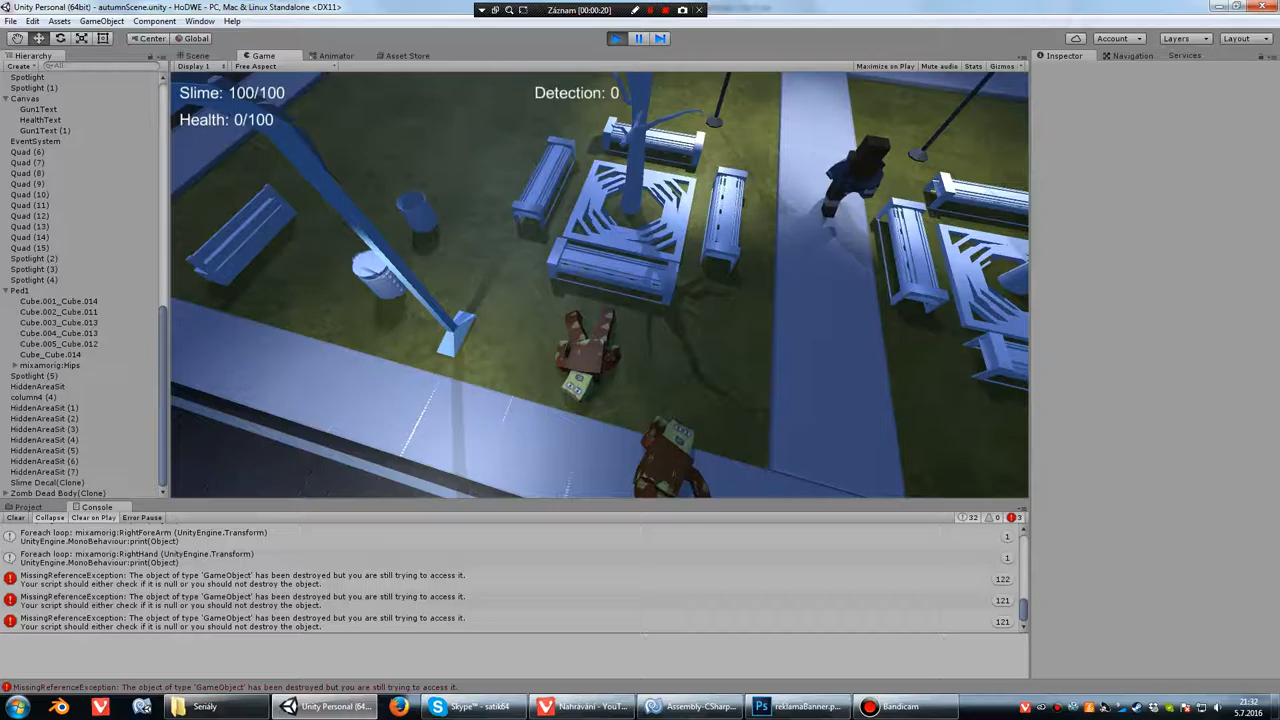 Unity Personal (64bit) - autumnScene.unity - HoDWE - PC, Mac & Linux Standalone <DX11>
Záznam [00:00:20]
File Edit Assets GameObject Component Window Help
Center Global Account Layers Layout
Hierarchy Scene Game Animator Asset Store Inspector Navigation Services
Create All Display 1 Free Aspect Maximize on Play Mute audio Stats Gizmos
Slime: 100/100 Detection: 0
Health: 0/100
Spotlight
Spotlight (1)
Canvas
Gun1Text
HealthText
Gun1Text (1)
EventSystem
Quad (6)
Quad (7)
Quad (8)
Quad (9)
Quad (10)
Quad (11)
Quad (12)
Quad (13)
Quad (14)
Quad (15)
Spotlight (2)
Spotlight (3)
Spotlight (4)
Ped1
Cube.001_Cube.014
Cube.002_Cube.011
Cube.003_Cube.013
Cube.004_Cube.013
Cube.005_Cube.012
Cube_Cube.014
mixamorig:Hips
Spotlight (5)
HiddenAreaSit
column4 (4)
HiddenAreaSit (1)
HiddenAreaSit (2)
HiddenAreaSit (3)
HiddenAreaSit (4)
HiddenAreaSit (5)
HiddenAreaSit (6)
HiddenAreaSit (7)
Slime Decal(Clone)
Zomb Dead Body(Clone)
Project Console
Clear Collapse Clear on Play Error Pause 32 0 3
Foreach loop: mixamorig:RightForeArm (UnityEngine.Transform)
UnityEngine.MonoBehaviour:print(Object) 1
Foreach loop: mixamorig:RightHand (UnityEngine.Transform)
UnityEngine.MonoBehaviour:print(Object) 1
MissingReferenceException: The object of type 'GameObject' has been destroyed but you are still trying to access it.
Your script should either check if it is null or you should not destroy the object. 122
MissingReferenceException: The object of type 'GameObject' has been destroyed but you are still trying to access it.
Your script should either check if it is null or you should not destroy the object. 121
MissingReferenceException: The object of type 'GameObject' has been destroyed but you are still trying to access it.
Your script should either check if it is null or you should not destroy the object. 121
MissingReferenceException: The object of type 'GameObject' has been destroyed but you are still trying to access it.
Seriály Unity Personal (64... Skype™ - satik64 Nahrávání - YouT... Assembly-CSharp... reklamaBanner.p... Bandicam
21:32
5.7.2016